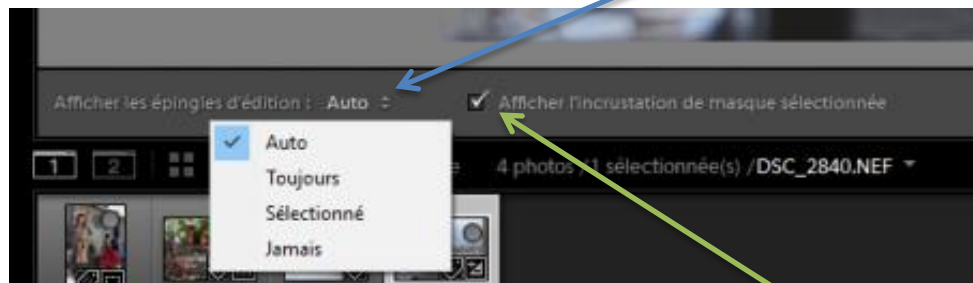 Afficher les épingles d'édition : Auto
Afficher l'incrustation de masque sélectionnée
Auto
Toujours
Sélectionné
Jamais
1 2
4 photos / 1 sélectionnée(s) / DSC_2840.NEF